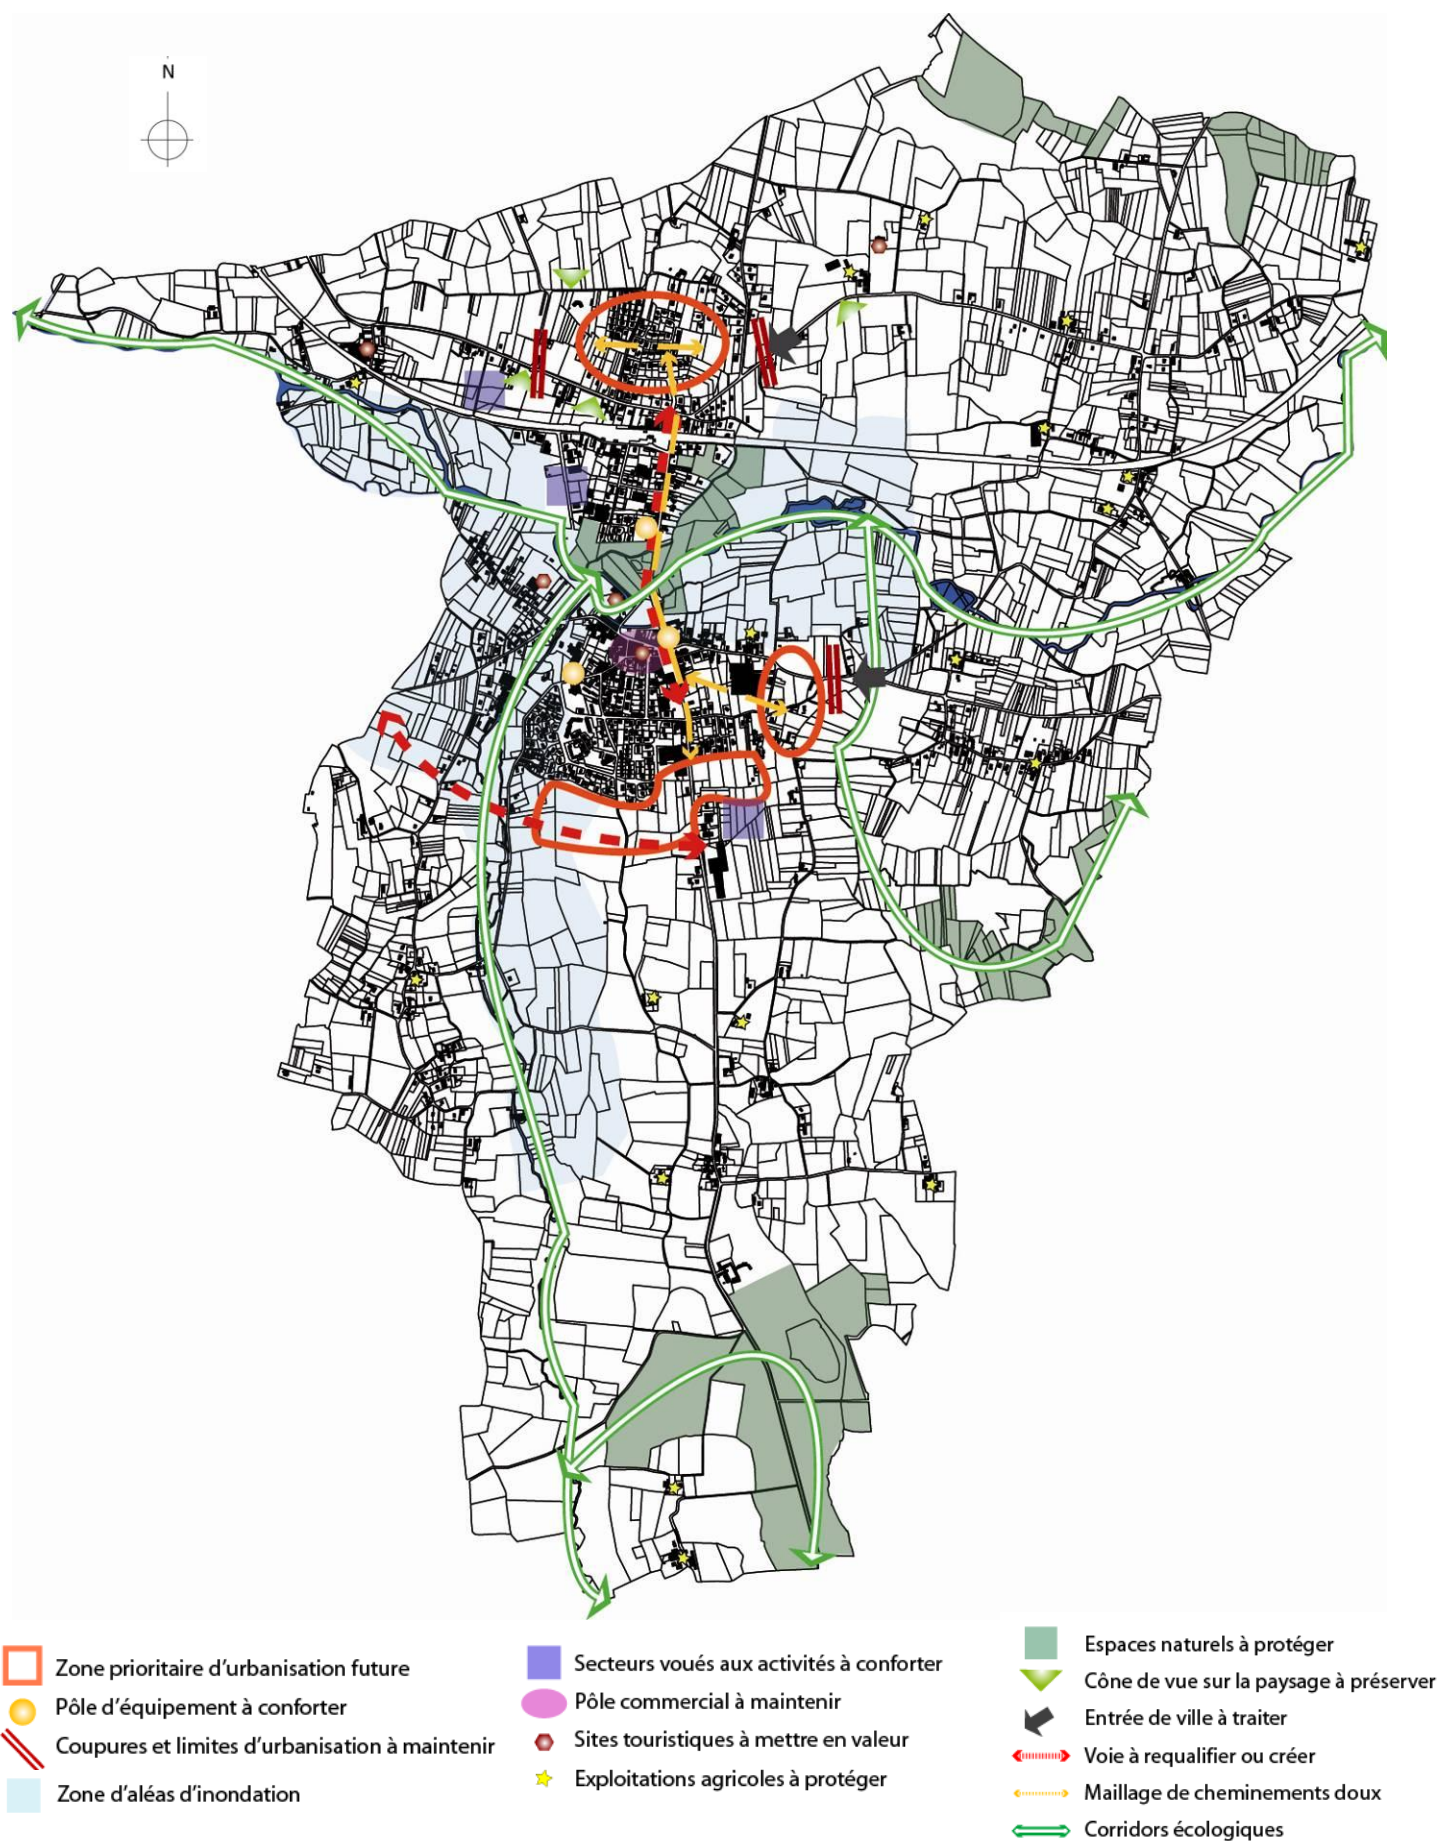 N
Zone prioritaire d'urbanisation future
Pôle d'équipement à conforter
Coupures et limites d'urbanisation à maintenir
Zone d'aléas d'inondation
Secteurs voués aux activités à conforter
Pôle commercial à maintenir
Sites touristiques à mettre en valeur
Exploitations agricoles à protéger
Espaces naturels à protéger
Cône de vue sur la paysage à préserver
Entrée de ville à traiter
Voie à requalifier ou créer
Maillage de cheminements doux
Corridors écologiques